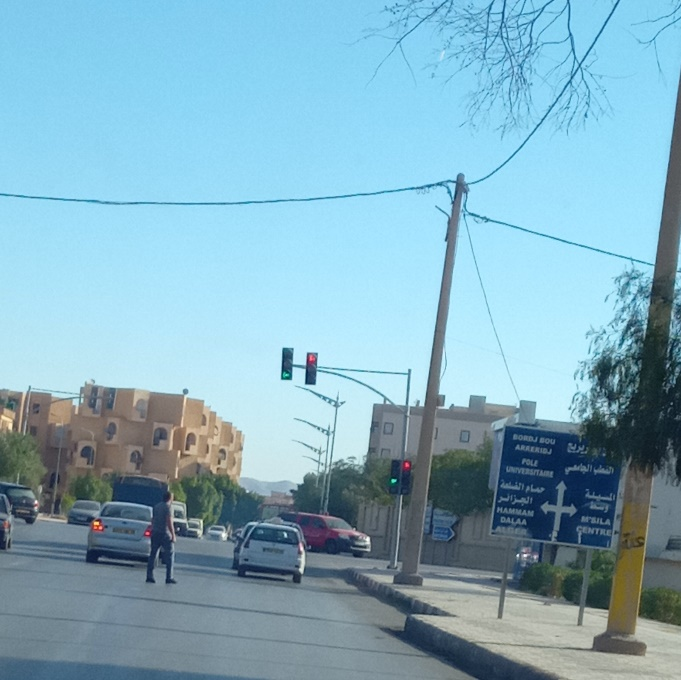 BORDJ BOU
ARRERIDJ
POLE
UNIVERSITAIRE
القطب الجامعي
حمام الضلعة
الجزائر
HAMMAM
DALAA
المسيلة
وسط
M'SILA
CENTRE